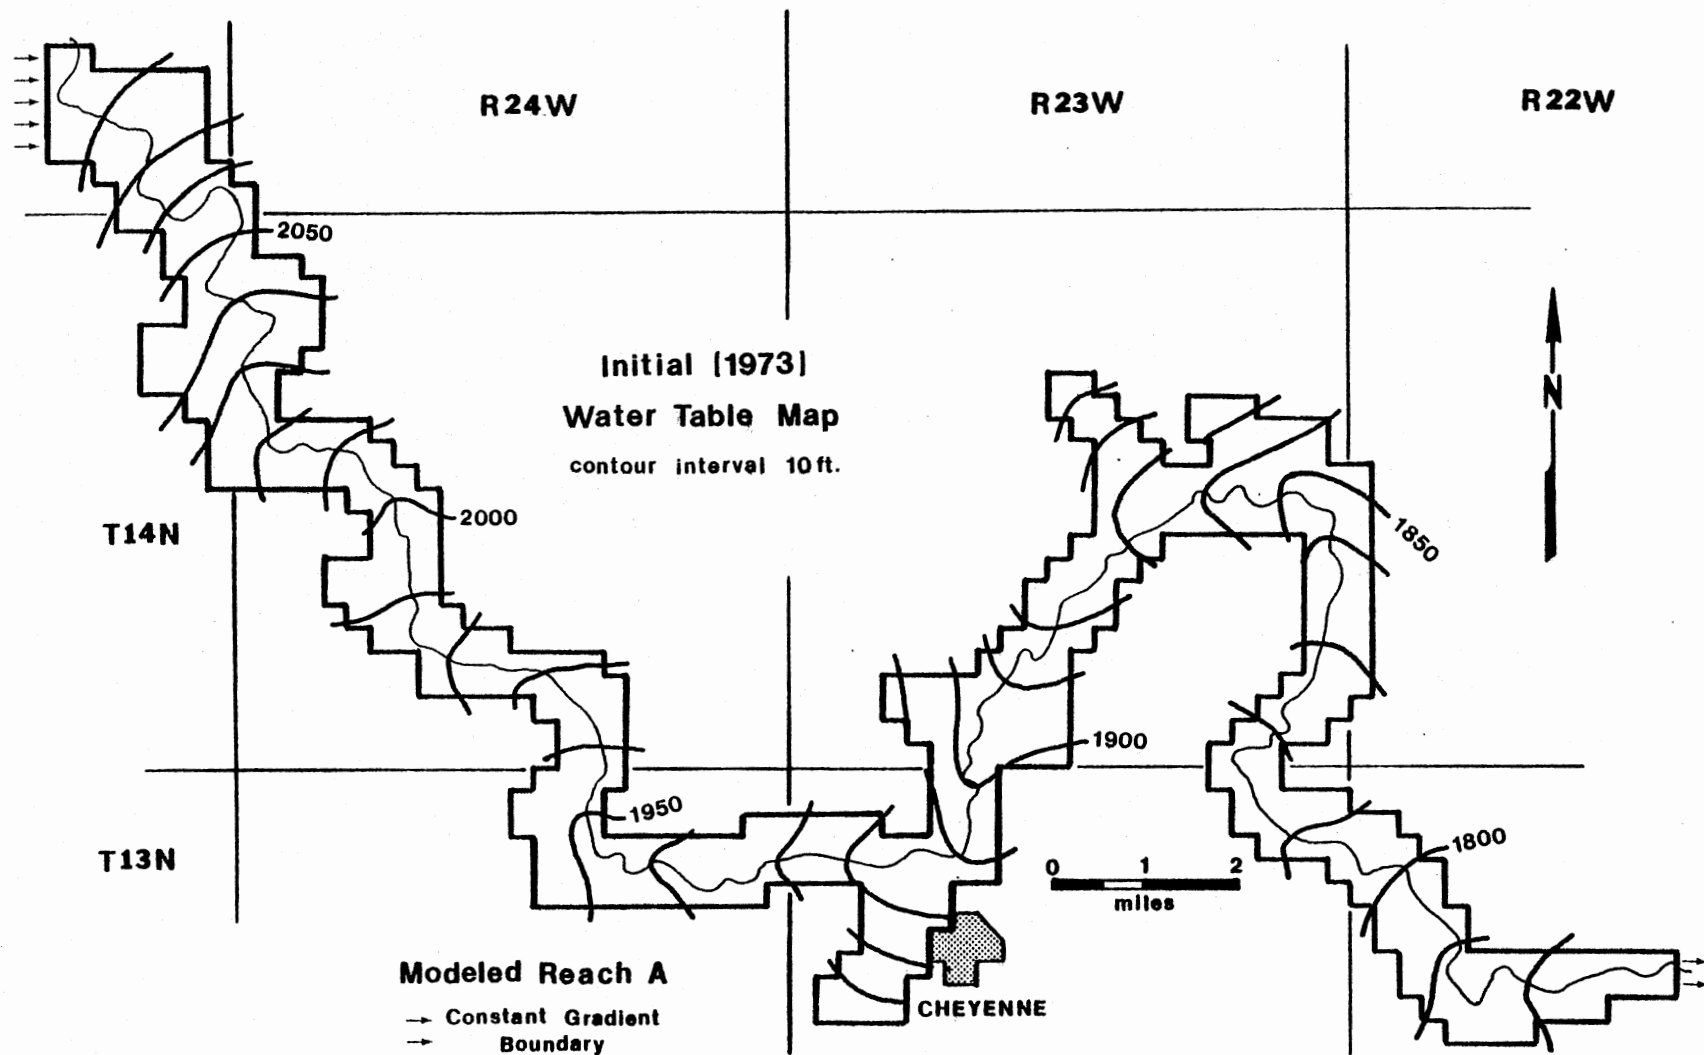 R24W
R23W
R22W
2050
Initial (1973)
Water Table Map
contour interval 10 ft.
N
T14N
2000
1850
1900
1950
T13N
0 1 2
miles
1800
Modeled Reach A
Constant Gradient
Boundary
CHEYENNE